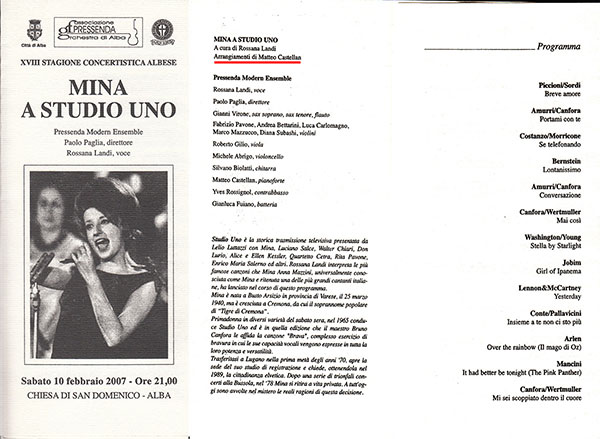 Città di Alba
associazione
PRESSENDA
orchestra di Alba
XVIII STAGIONE CONCERTISTICA ALBESE
MINA
A STUDIO UNO
Pressenda Modern Ensemble
Paolo Paglia, direttore
Rossana Landi, voce
Sabato 10 febbraio 2007 - Ore 21,00
CHIESA DI SAN DOMENICO - ALBA
MINA A STUDIO UNO
A cura di Rossana Landi
Arrangiamenti di Matteo Castellan
Pressenda Modern Ensemble
Rossana Landi, voce
Paolo Paglia, direttore
Gianni Virone, sax soprano, sax tenore, flauto
Fabrizio Pavone, Andrea Bettarini, Luca Carlomagno,
Marco Mazzucco, Diana Subashi, violini
Roberto Gilio, viola
Michele Abrigo, violoncello
Silvano Biolatti, chitarra
Matteo Castellan, pianoforte
Yves Rossignol, contrabbasso
Gianluca Fuiano, batteria
Studio Uno è la storica trasmissione televisiva presentata da
Lelio Luttazzi con Mina, Luciano Salce, Walter Chiari, Don
Lurio, Alice e Ellen Kessler, Quartetto Cetra, Rita Pavone,
Enrico Maria Salerno ed altri. Rossana Landi interpreta le più
famose canzoni che Mina Anna Mazzini, universalmente cono-
sciuta come Mina e ritenuta una delle più grandi cantanti italia-
ne, ha lanciato nel corso di questo programma.
Mina è nata a Busto Arsizio in provincia di Varese, il 25 marzo
1940, ma è cresciuta a Cremona, da cui il soprannome popolare
di "Tigre di Cremona".
Primadonna in diversi varietà del sabato sera, nel 1965 condu-
ce Studio Uno ed è in quella edizione che il maestro Bruno
Canfora le affida la canzone "Brava", complesso esercizio di
bravura in cui le sue capacità vocali vengono espresse in tutta la
loro potenza e versatilità.
Trasferitasi a Lugano nella prima metà degli anni '70, apre la
sede del suo studio di registrazione e chiede, ottenendola nel
1989, la cittadinanza elvetica. Dopo una serie di trionfali con-
certi alla Bussola, nel '78 Mina si ritira a vita privata. A tutt'og-
gi sono avvolte nel mistero le reali ragioni di questa decisione.
Programma
Piccioni/Sordi
Breve amore
Amurri/Canfora
Portami con te
Costanzo/Morricone
Se telefonando
Bernstein
Lontanissimo
Amurri/Canfora
Conversazione
Canfora/Wertmuller
Mai così
Washington/Young
Stella by Starlight
Jobim
Girl of Ipanema
Lennon&McCartney
Yesterday
Conte/Pallavicini
Insieme a te non ci sto più
Arlen
Over the rainbow (Il mago di Oz)
Mancini
It had better be tonight (The Pink Panther)
Canfora/Wertmuller
Mi sei scoppiato dentro il cuore